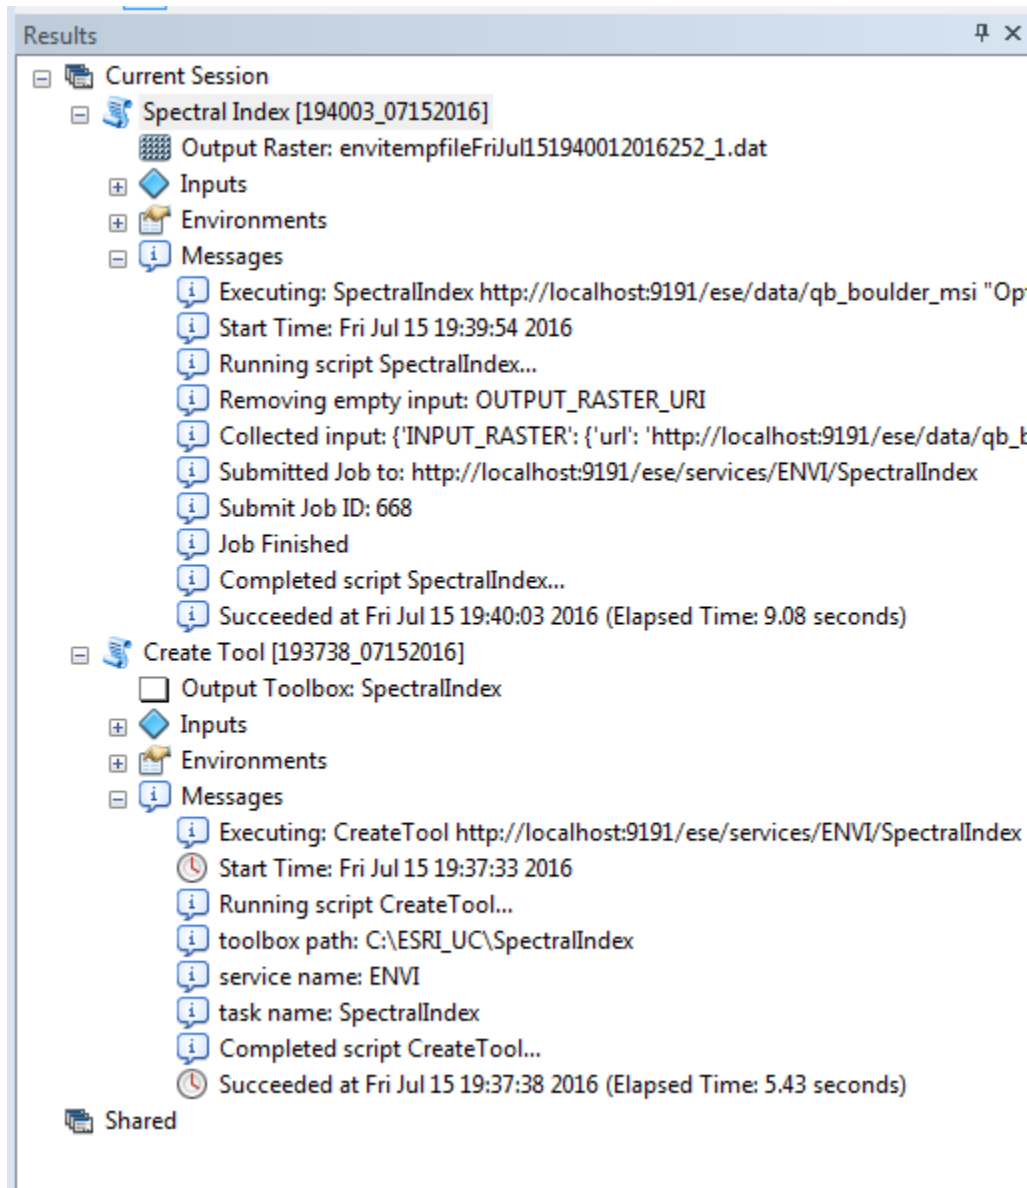 Results
Current Session
Spectral Index [194003_07152016]
Output Raster: envitempfileFriJul151940012016252_1.dat
Inputs
Environments
Messages
Executing: SpectralIndex http://localhost:9191/ese/data/qb_boulder_msi "Op
Start Time: Fri Jul 15 19:39:54 2016
Running script SpectralIndex...
Removing empty input: OUTPUT_RASTER_URI
Collected input: {'INPUT_RASTER': {'url': 'http://localhost:9191/ese/data/qb_b
Submitted Job to: http://localhost:9191/ese/services/ENVI/SpectralIndex
Submit Job ID: 668
Job Finished
Completed script SpectralIndex...
Succeeded at Fri Jul 15 19:40:03 2016 (Elapsed Time: 9.08 seconds)
Create Tool [193738_07152016]
Output Toolbox: SpectralIndex
Inputs
Environments
Messages
Executing: CreateTool http://localhost:9191/ese/services/ENVI/SpectralIndex
Start Time: Fri Jul 15 19:37:33 2016
Running script CreateTool...
toolbox path: C:\ESRI_UC\SpectralIndex
service name: ENVI
task name: SpectralIndex
Completed script CreateTool...
Succeeded at Fri Jul 15 19:37:38 2016 (Elapsed Time: 5.43 seconds)
Shared